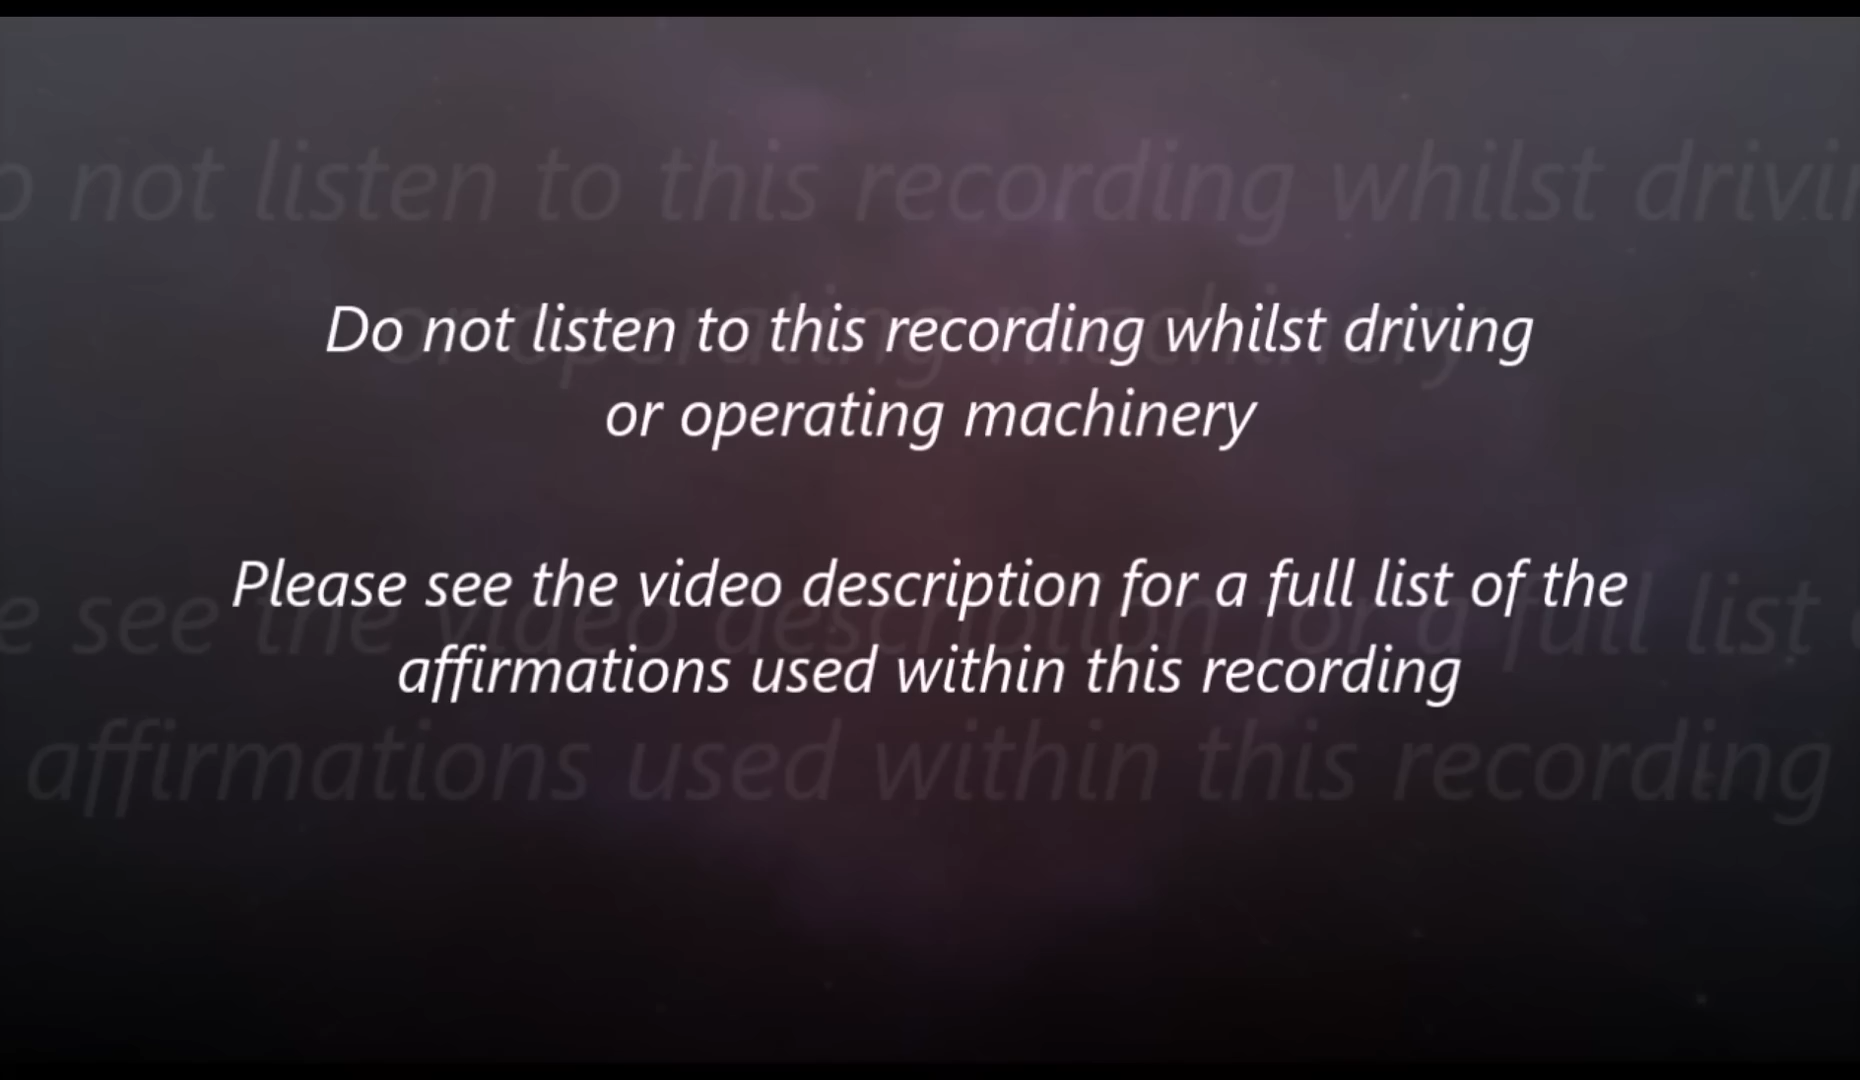 Do not listen to this recording whilst driving
or operating machinery
Please see the video description for a full list of the
affirmations used within this recording